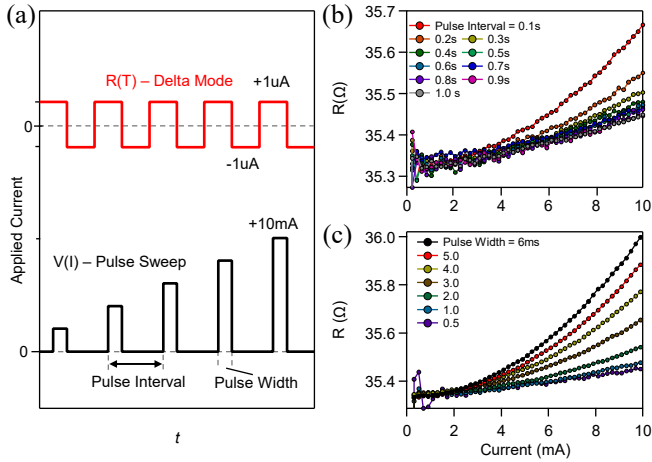 (a)
R(T) – Delta Mode
+1uA
0
-1uA
Applied Current
+10mA
V(I) – Pulse Sweep
0
Pulse Interval
Pulse Width
t
(b)
35.7
35.6
35.5
35.4
35.3
R(Ω)
Pulse Interval = 0.1s
0.2s 0.3s
0.4s 0.5s
0.6s 0.7s
0.8s 0.9s
1.0 s
0 2 4 6 8 10
(c)
36.0
35.8
35.6
35.4
R (Ω)
Pulse Width = 6ms
5.0
4.0
3.0
2.0
1.0
0.5
0 2 4 6 8 10
Current (mA)